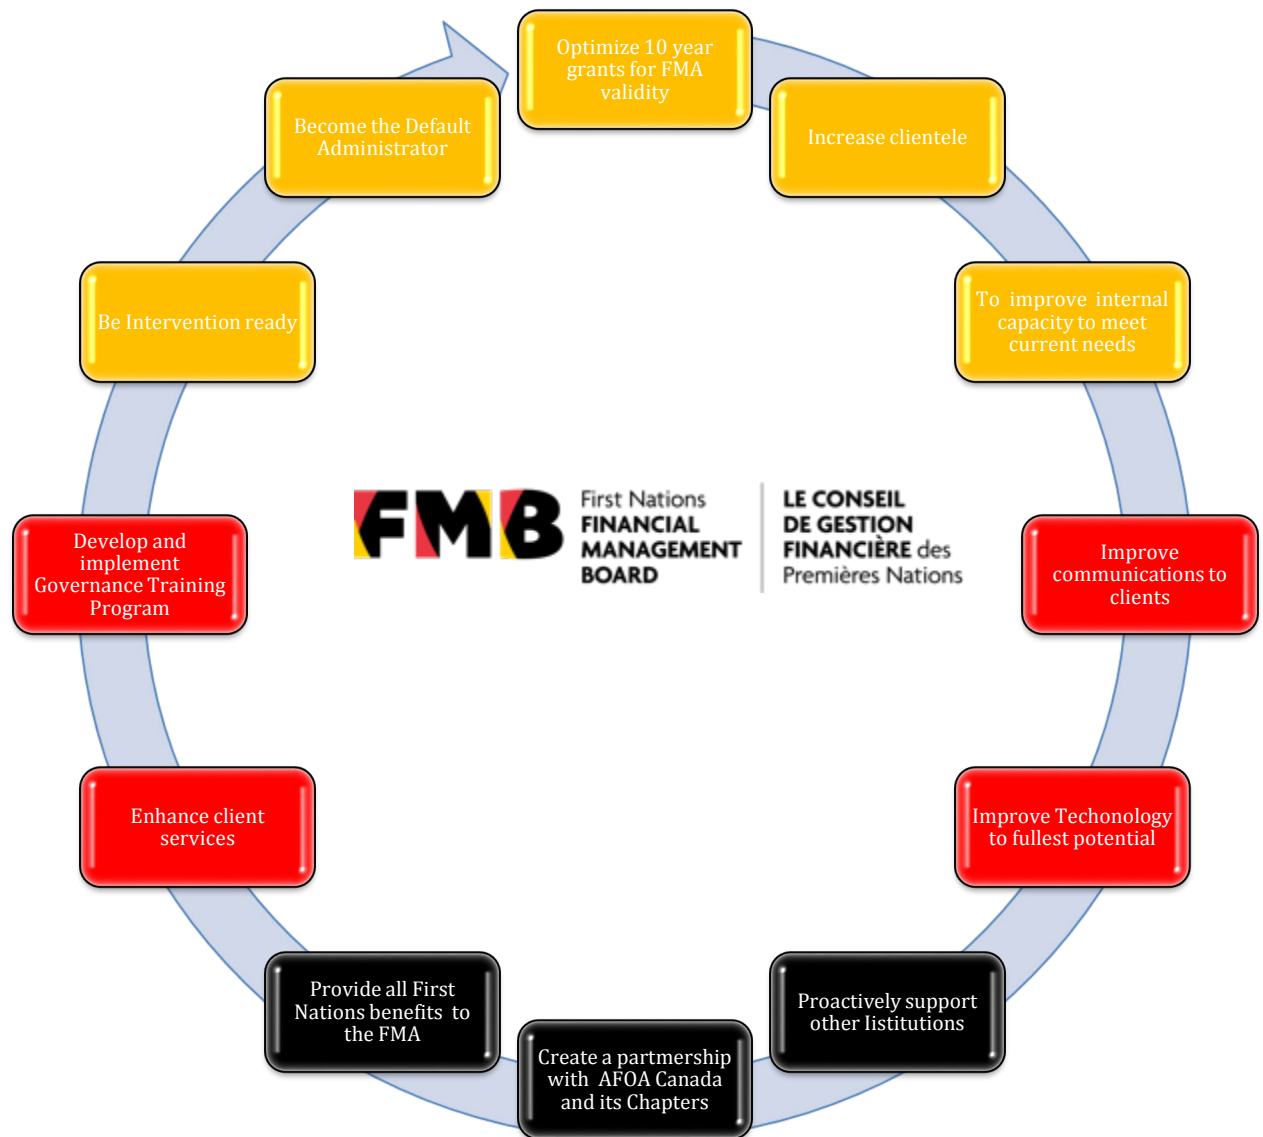 Optimize 10 year
grants for FMA
validity
Increase clientele
To improve internal
capacity to meet
current needs
Improve
communications to
clients
Improve Techonology
to fullest potential
Proactively support
other Iistitutions
Create a partmership
with AFOA Canada
and its Chapters
Provide all First
Nations benefits to
the FMA
Enhance client
services
Develop and
implement
Governance Training
Program
Be Intervention ready
Become the Default
Administrator
FMB
First Nations
FINANCIAL
MANAGEMENT
BOARD
LE CONSEIL
DE GESTION
FINANCIÈRE des
Premières Nations